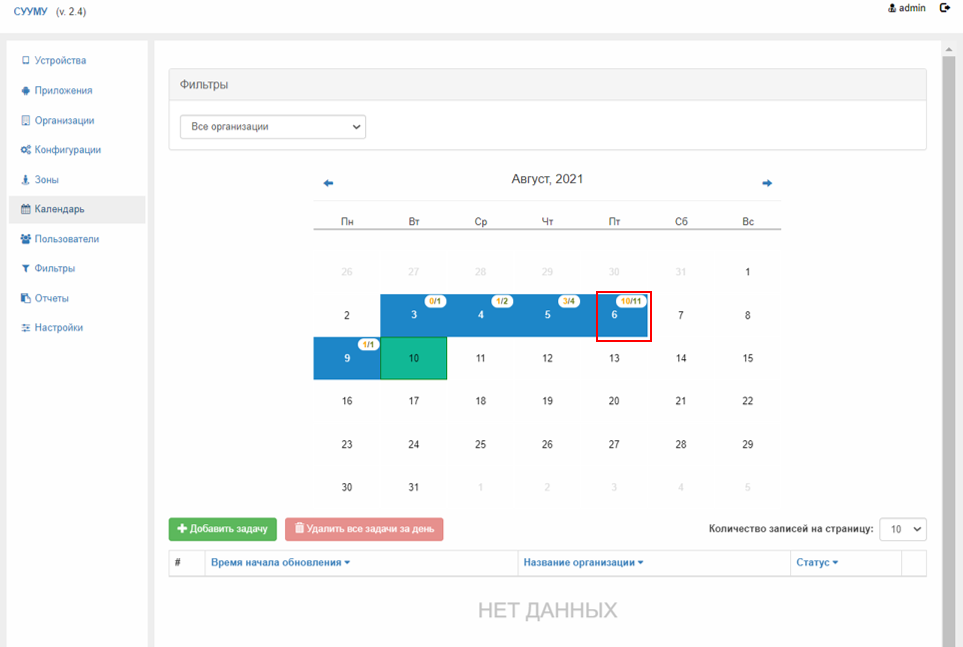 СУУМУ (v. 2.4) admin
Устройства
Приложения
Организации
Конфигурации
Зоны
Календарь
Пользователи
Фильтры
Отчеты
Настройки
Фильтры
Все организации
Август, 2021
Пн Вт Ср Чт Пт Сб Вс
26 27 28 29 30 31 1
0/1 1/2 3/4 10/11
2 3 4 5 6 7 8
1/1
9 10 11 12 13 14 15
16 17 18 19 20 21 22
23 24 25 26 27 28 29
30 31 1 2 3 4 5
Добавить задачу Удалить все задачи за день Количество записей на страницу: 10
# Время начала обновления Название организации Статус
НЕТ ДАННЫХ